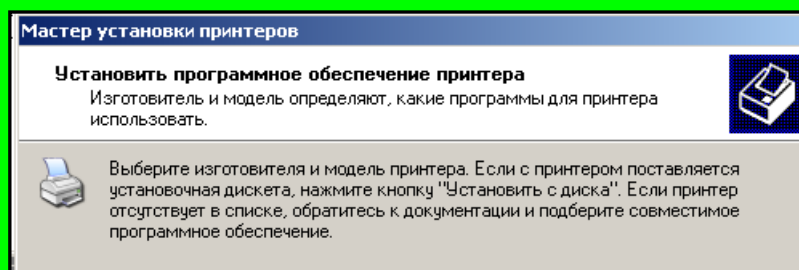 Мастер установки принтеров
Установить программное обеспечение принтера
Изготовитель и модель определяют, какие программы для принтера
использовать.
Выберите изготовителя и модель принтера. Если с принтером поставляется
установочная дискета, нажмите кнопку "Установить с диска". Если принтер
отсутствует в списке, обратитесь к документации и подберите совместимое
программное обеспечение.